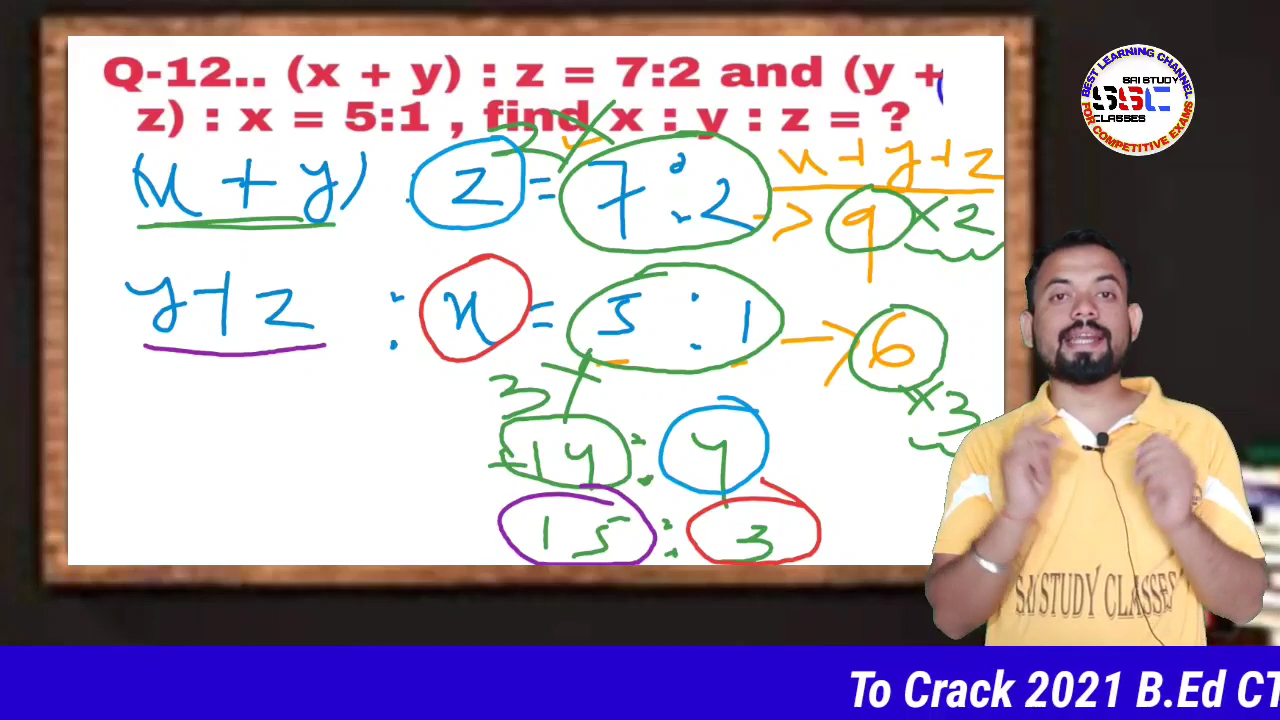 Q-12.. (x + y) : z = 7:2 and (y +
z) : x = 5:1 , find x : y : z = ?
(x + y) : z = 7 : 2
x + y + z
9 × 2
y + z : x = 5 : 1
6
× 3
3 ×
14 : 4
15 : 3
BEST LEARNING CHANNEL
SAI STUDY
SSC
CLASSES
FOR COMPETITIVE EXAMS
SAI STUDY CLASSES
To Crack 2021 B.Ed CT